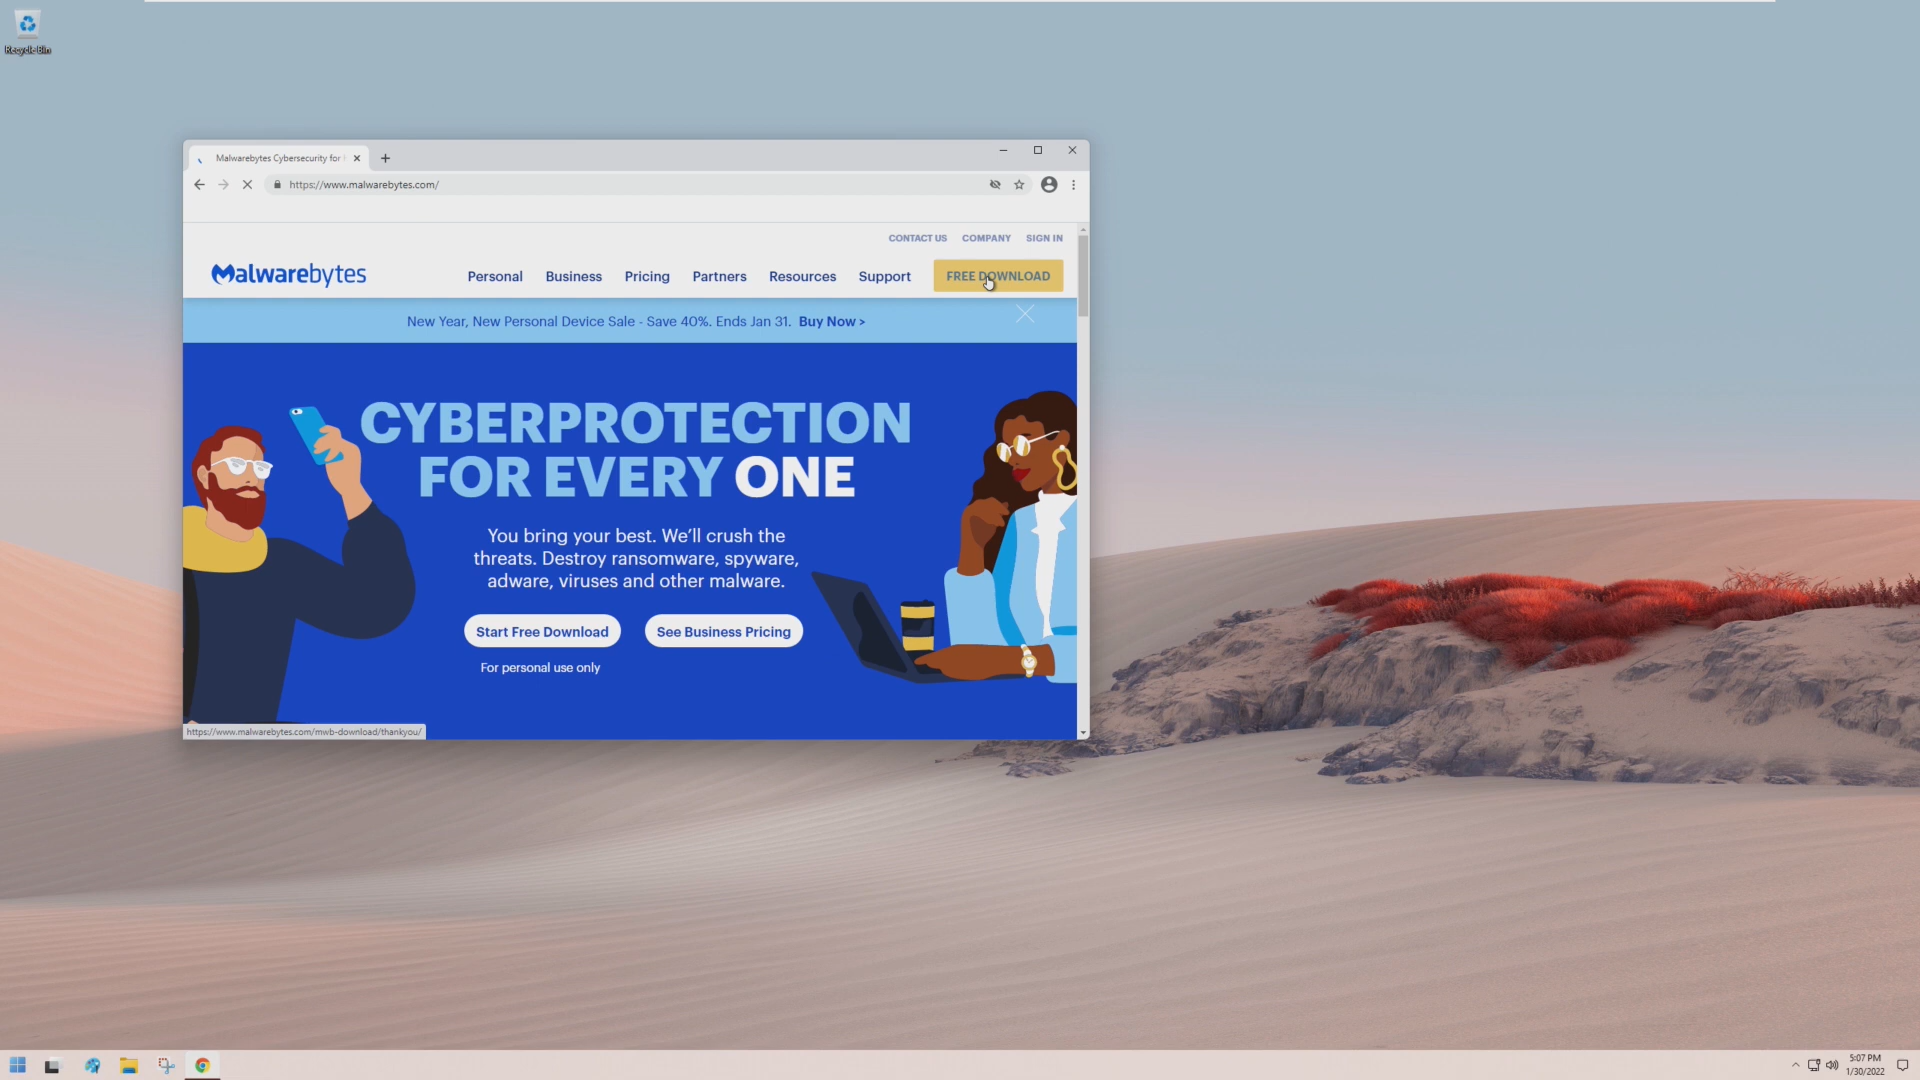 Recycle Bin
Malwarebytes Cybersecurity for
https://www.malwarebytes.com/
CONTACT US COMPANY SIGN IN
Malwarebytes Personal Business Pricing Partners Resources Support FREE DOWNLOAD
New Year, New Personal Device Sale - Save 40%. Ends Jan 31. Buy Now >
CYBERPROTECTION
FOR EVERY ONE
You bring your best. We’ll crush the
threats. Destroy ransomware, spyware,
adware, viruses and other malware.
Start Free Download See Business Pricing
For personal use only
https://www.malwarebytes.com/mwb-download/thankyou/
5:07 PM
1/30/2022